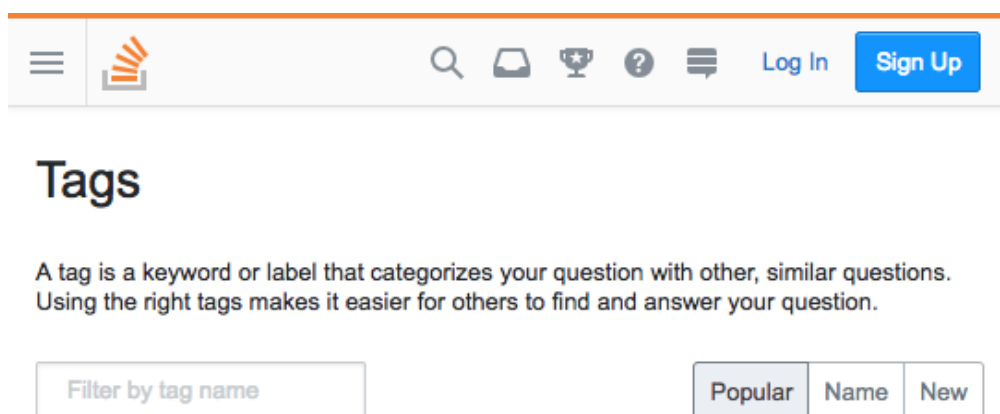 Log In Sign Up
Tags
A tag is a keyword or label that categorizes your question with other, similar questions.
Using the right tags makes it easier for others to find and answer your question.
Filter by tag name Popular Name New